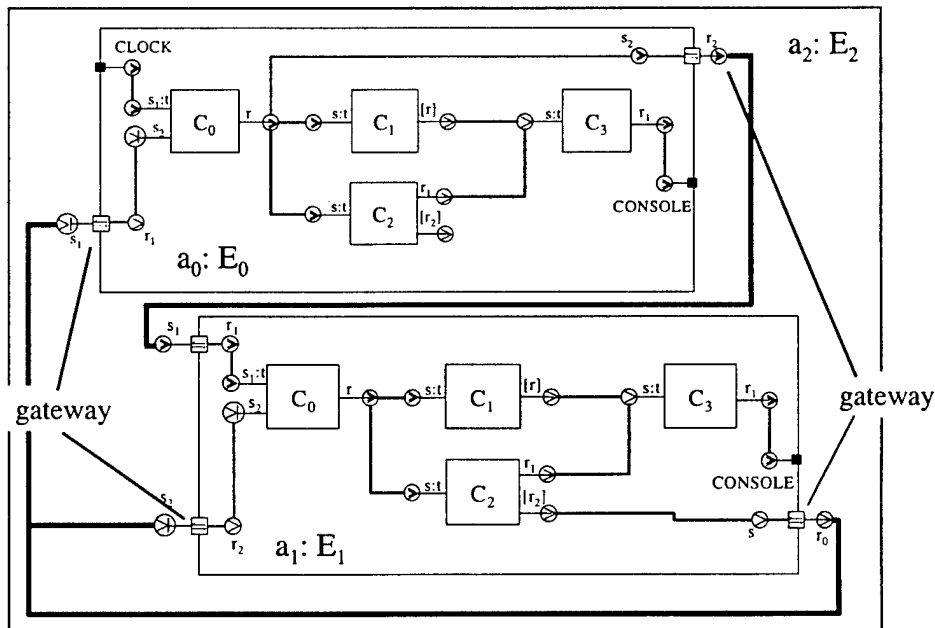 a₂: E₂
CLOCK
s₁:t
s₂
C₀
r
s:t
C₁
[r}
s:t
C₃
r₁
s₂
r₂
s:t
C₂
r₁
[r₂]
CONSOLE
s₁
r₁
a₀: E₀
s₁
r₁
s₁:t
s₂
C₀
r
s:t
C₁
[r]
s:t
C₃
r₁
gateway
gateway
s:t
C₂
r₁
[r₂]
CONSOLE
r₂
a₁: E₁
s
r₀